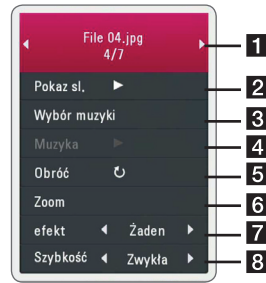 File 04.jpg
4/7
1
Pokaz sl.
2
Wybór muzyki
3
Muzyka
4
Obróć
5
Zoom
6
efekt Żaden
7
Szybkość Zwykła
8